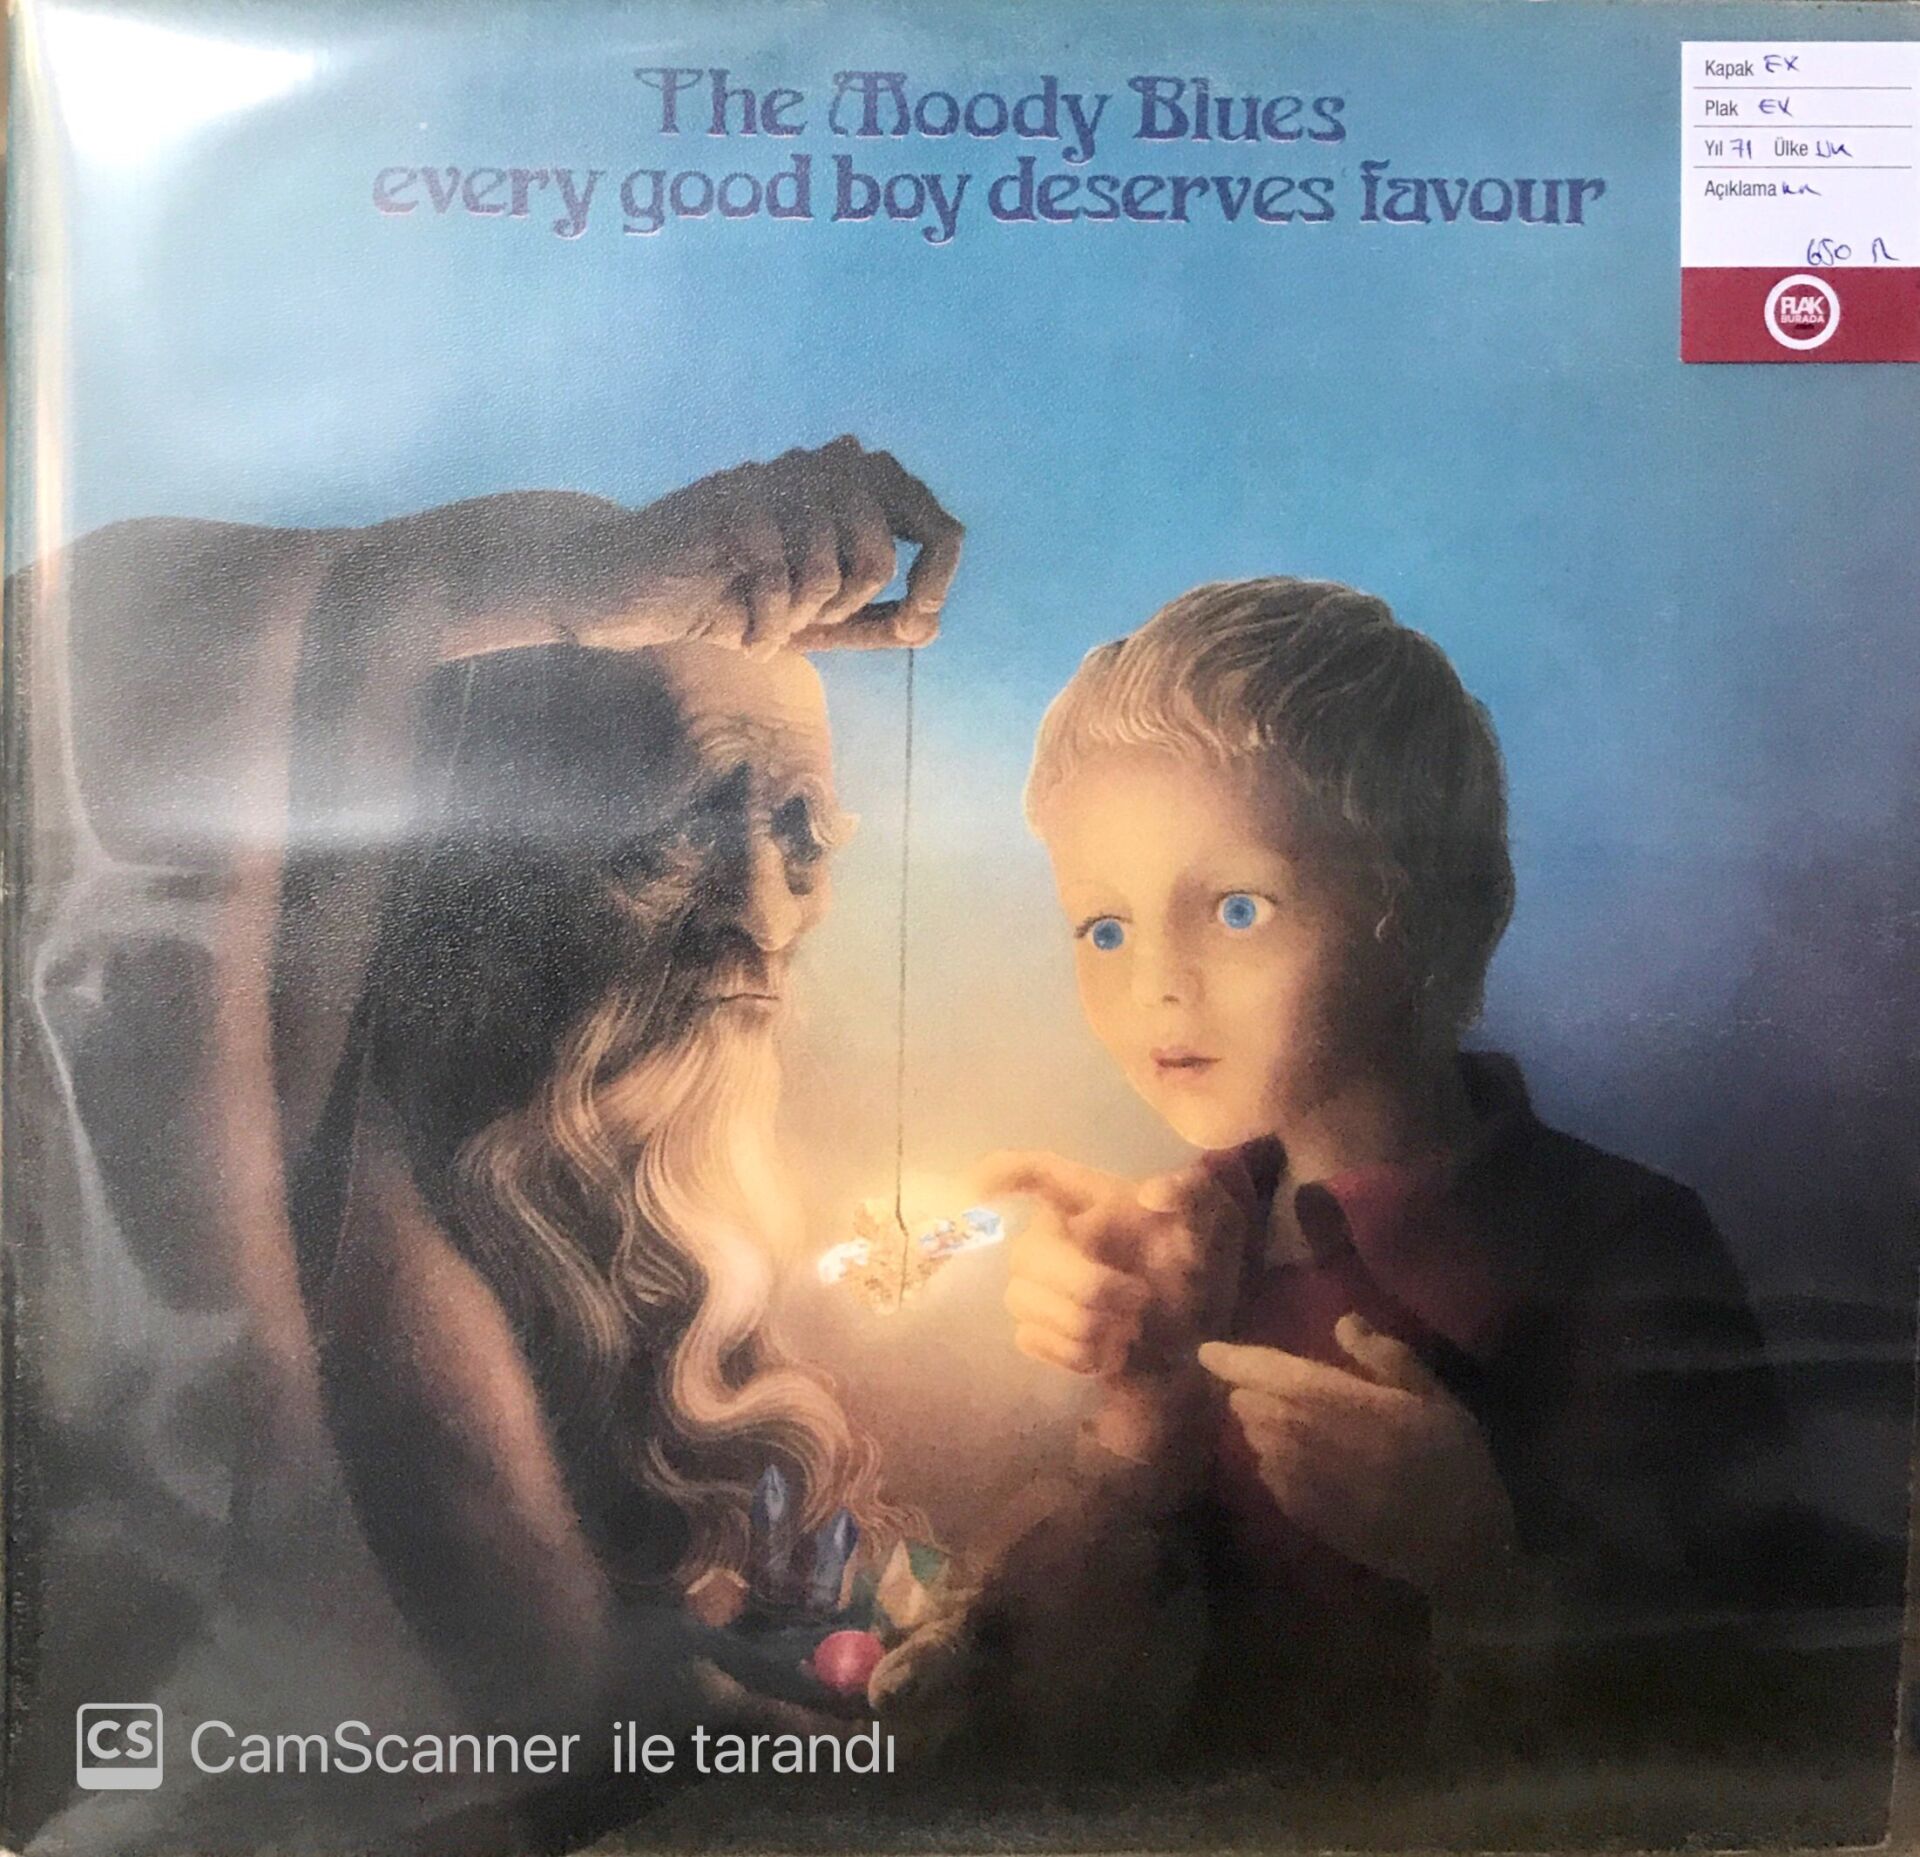 The Moody Blues
every good boy deserves favour
Kapak EX
Plak EX
Yıl 71 Ülke UK
Açıklama
650 TL
PLAK
BURADA
CS CamScanner ile tarandı